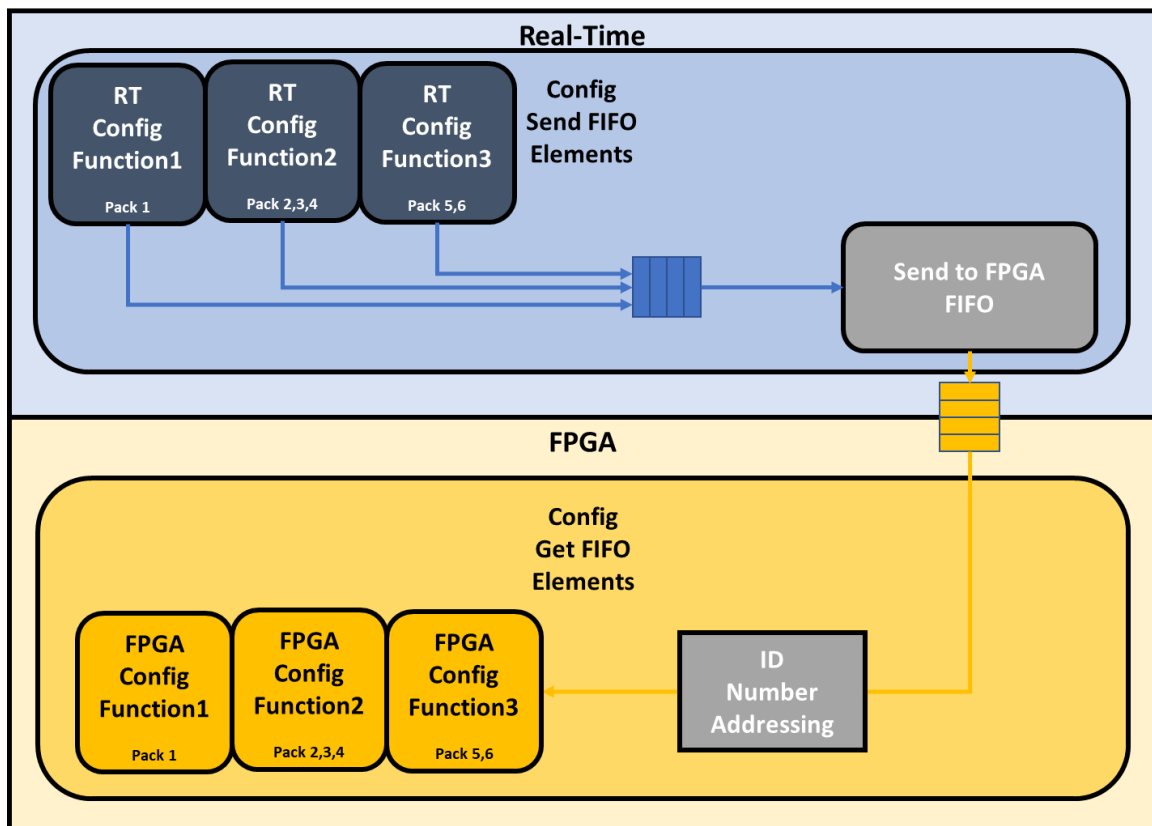 Real-Time
RT
Config
Function1
Pack 1
RT
Config
Function2
Pack 2,3,4
RT
Config
Function3
Pack 5,6
Config
Send FIFO
Elements
Send to FPGA
FIFO
FPGA
Config
Get FIFO
Elements
FPGA
Config
Function1
Pack 1
FPGA
Config
Function2
Pack 2,3,4
FPGA
Config
Function3
Pack 5,6
ID
Number
Addressing